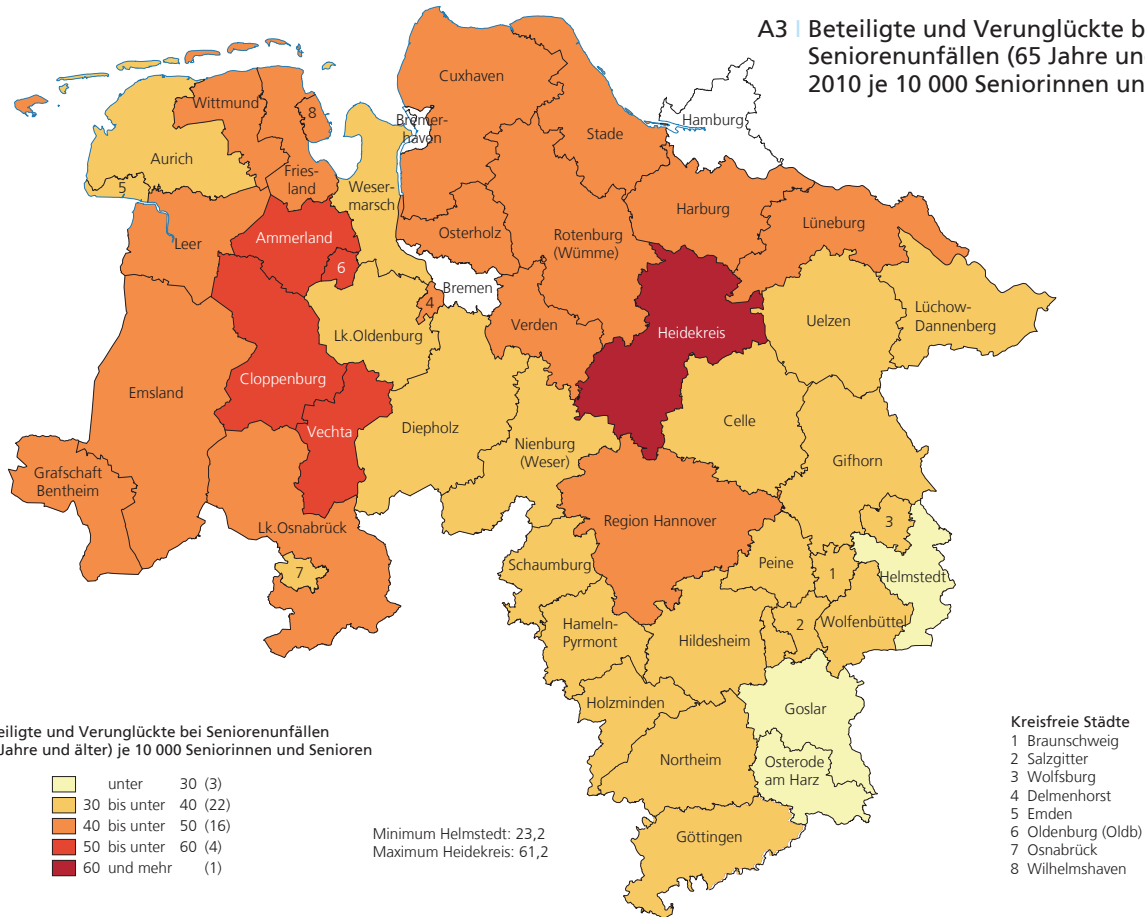 A3 | Beteiligte und Verunglückte b
Seniorenunfällen (65 Jahre un
2010 je 10 000 Seniorinnen un
Cuxhaven
Wittmund
8
Bremer-
haven
Hamburg
Stade
Aurich
5
Fries-
land
Weser-
marsch
Harburg
Lüneburg
Leer
Ammerland
Osterholz
Rotenburg
(Wümme)
6
Bremen
4
Verden
Heidekreis
Uelzen
Lüchow-
Dannenberg
Lk.Oldenburg
Cloppenburg
Emsland
Vechta
Diepholz
Celle
Nienburg
(Weser)
Gifhorn
Grafschaft
Bentheim
Lk.Osnabrück
Region Hannover
3
7
Schaumburg
Peine
1
Helmstedt
Hameln-
Pyrmont
Hildesheim
2
Wolfenbüttel
Holzminden
Goslar
Northeim
Osterode
am Harz
Göttingen
eiligte und Verunglückte bei Seniorenunfällen
Jahre und älter) je 10 000 Seniorinnen und Senioren
unter 30 (3)
30 bis unter 40 (22)
40 bis unter 50 (16)
50 bis unter 60 (4)
60 und mehr (1)
Minimum Helmstedt: 23,2
Maximum Heidekreis: 61,2
Kreisfreie Städte
1 Braunschweig
2 Salzgitter
3 Wolfsburg
4 Delmenhorst
5 Emden
6 Oldenburg (Oldb)
7 Osnabrück
8 Wilhelmshaven